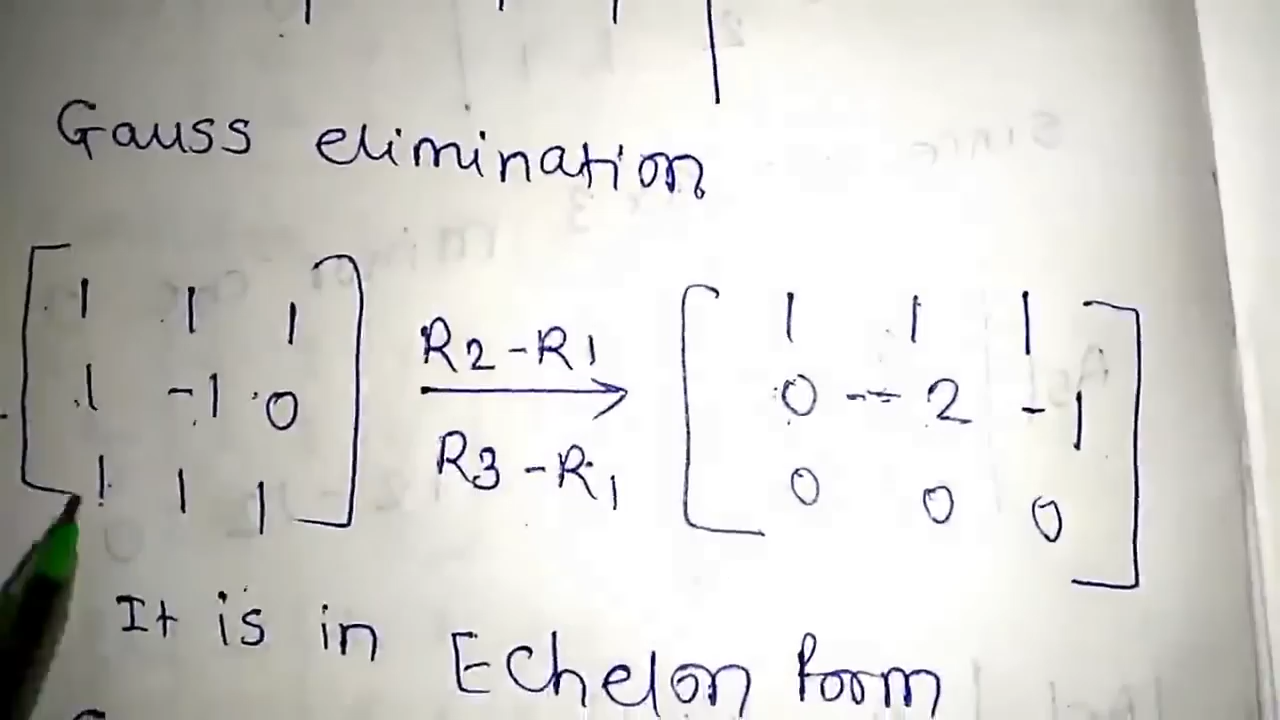 Gauss elimination
1 1 1
1 -1 0
1 1 1
R2-R1
R3-R1
1 1 1
0 -2 -1
0 0 0
It is in Echelon form